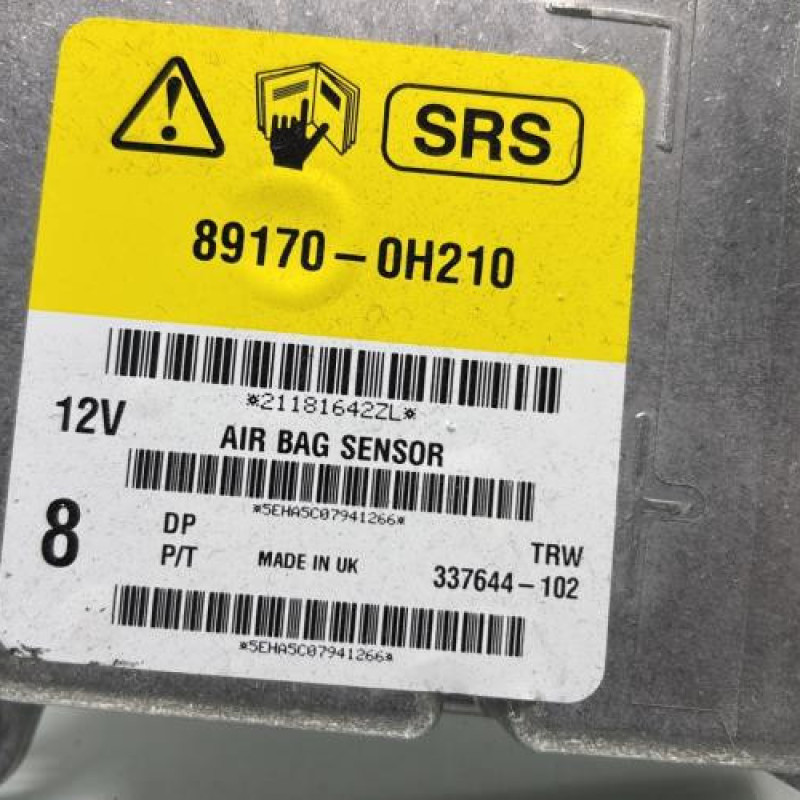 SRS
89170-0H210
*21181642ZL*
12V
AIR BAG SENSOR
*5EHA5C07941266*
8
DP
P/T
MADE IN UK
TRW
337644-102
*5EHA5C07941266*